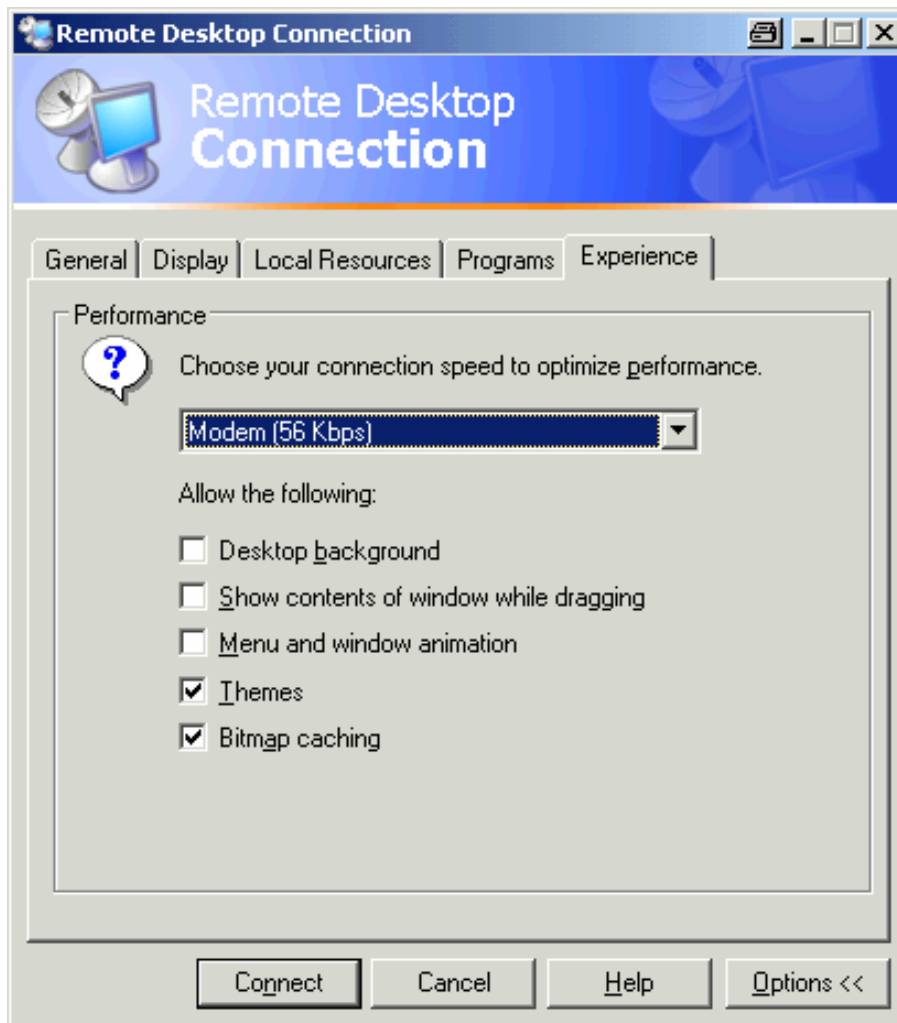 Remote Desktop Connection
Remote Desktop
Connection
General Display Local Resources Programs Experience
Performance
?
Choose your connection speed to optimize performance.
Modem (56 Kbps)
Allow the following:
Desktop background
Show contents of window while dragging
Menu and window animation
Themes
Bitmap caching
Connect Cancel Help Options <<